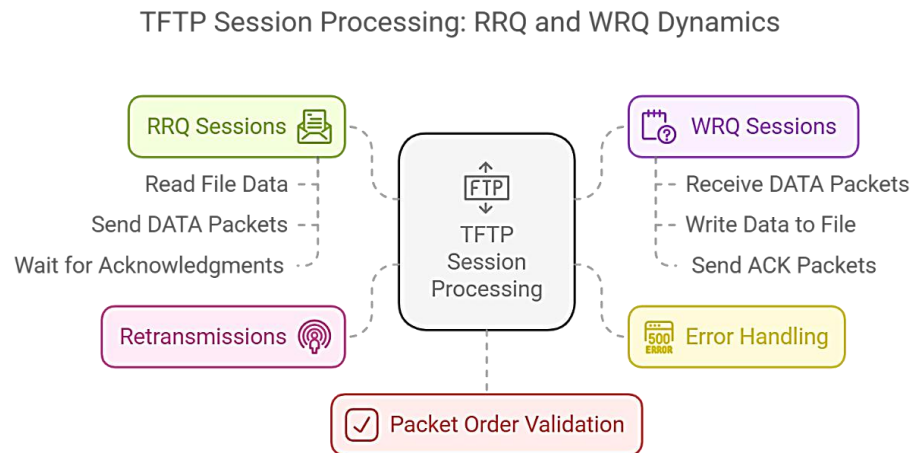 TFTP Session Processing: RRQ and WRQ Dynamics
RRQ Sessions
Read File Data
Send DATA Packets
Wait for Acknowledgments
WRQ Sessions
Receive DATA Packets
Write Data to File
Send ACK Packets
FTP
TFTP
Session
Processing
Retransmissions
500
ERROR
Error Handling
Packet Order Validation